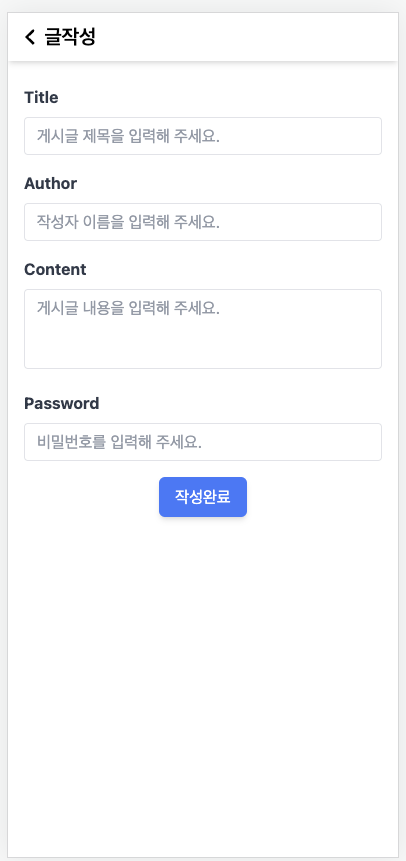 글작성
Title
게시글 제목을 입력해 주세요.
Author
작성자 이름을 입력해 주세요.
Content
게시글 내용을 입력해 주세요.
Password
비밀번호를 입력해 주세요.
작성완료